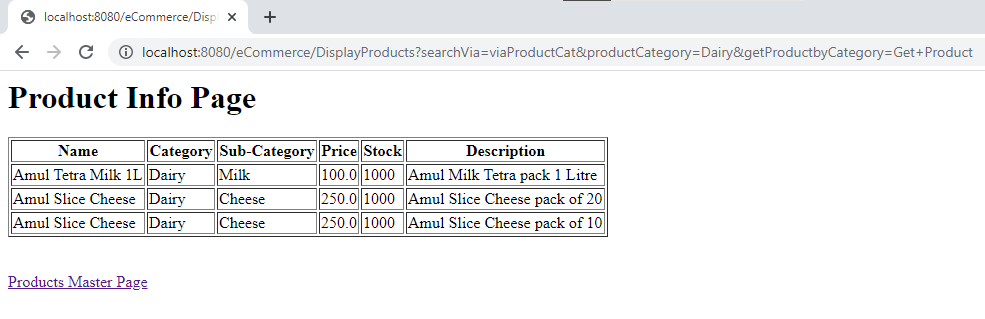 localhost:8080/eCommerce/Disp
localhost:8080/eCommerce/DisplayProducts?searchVia=viaProductCat&productCategory=Dairy&getProductbyCategory=Get+Product
Product Info Page
Name Category Sub-Category Price Stock Description
Amul Tetra Milk 1L Dairy Milk 100.0 1000 Amul Milk Tetra pack 1 Litre
Amul Slice Cheese Dairy Cheese 250.0 1000 Amul Slice Cheese pack of 20
Amul Slice Cheese Dairy Cheese 250.0 1000 Amul Slice Cheese pack of 10
Products Master Page